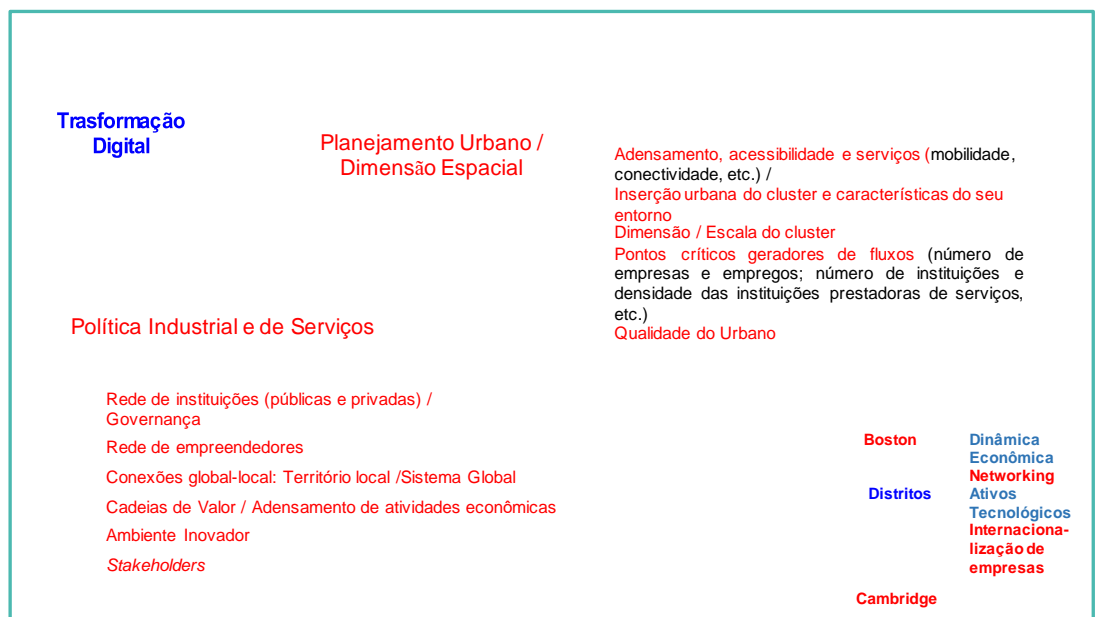 Trasformação
Digital
Planejamento Urbano /
Dimensão Espacial
Adensamento, acessibilidade e serviços (mobilidade,
conectividade, etc.) /
Inserção urbana do cluster e características do seu
entorno
Dimensão / Escala do cluster
Pontos críticos geradores de fluxos (número de
empresas e empregos; número de instituições e
densidade das instituições prestadoras de serviços,
etc.)
Qualidade do Urbano
Política Industrial e de Serviços
Rede de instituições (públicas e privadas) /
Governança
Rede de empreendedores
Conexões global-local: Território local /Sistema Global
Cadeias de Valor / Adensamento de atividades econômicas
Ambiente Inovador
Stakeholders
Boston
Distritos
Cambridge
Dinâmica
Econômica
Networking
Ativos
Tecnológicos
Internaciona-
lização de
empresas